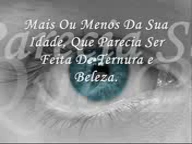 Mais Ou Menos Da Sua
Idade, Que Parecia Ser
Feita De Ternura e
Beleza.